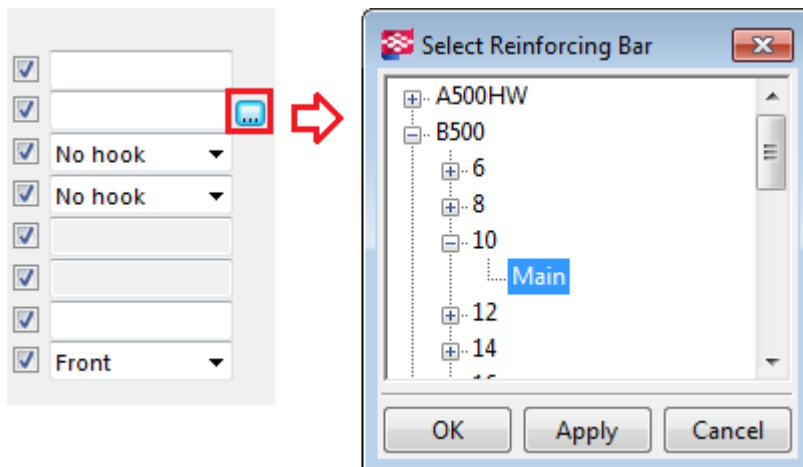 No hook
No hook
Front
Select Reinforcing Bar
A500HW
B500
6
8
10
Main
12
14
OK Apply Cancel